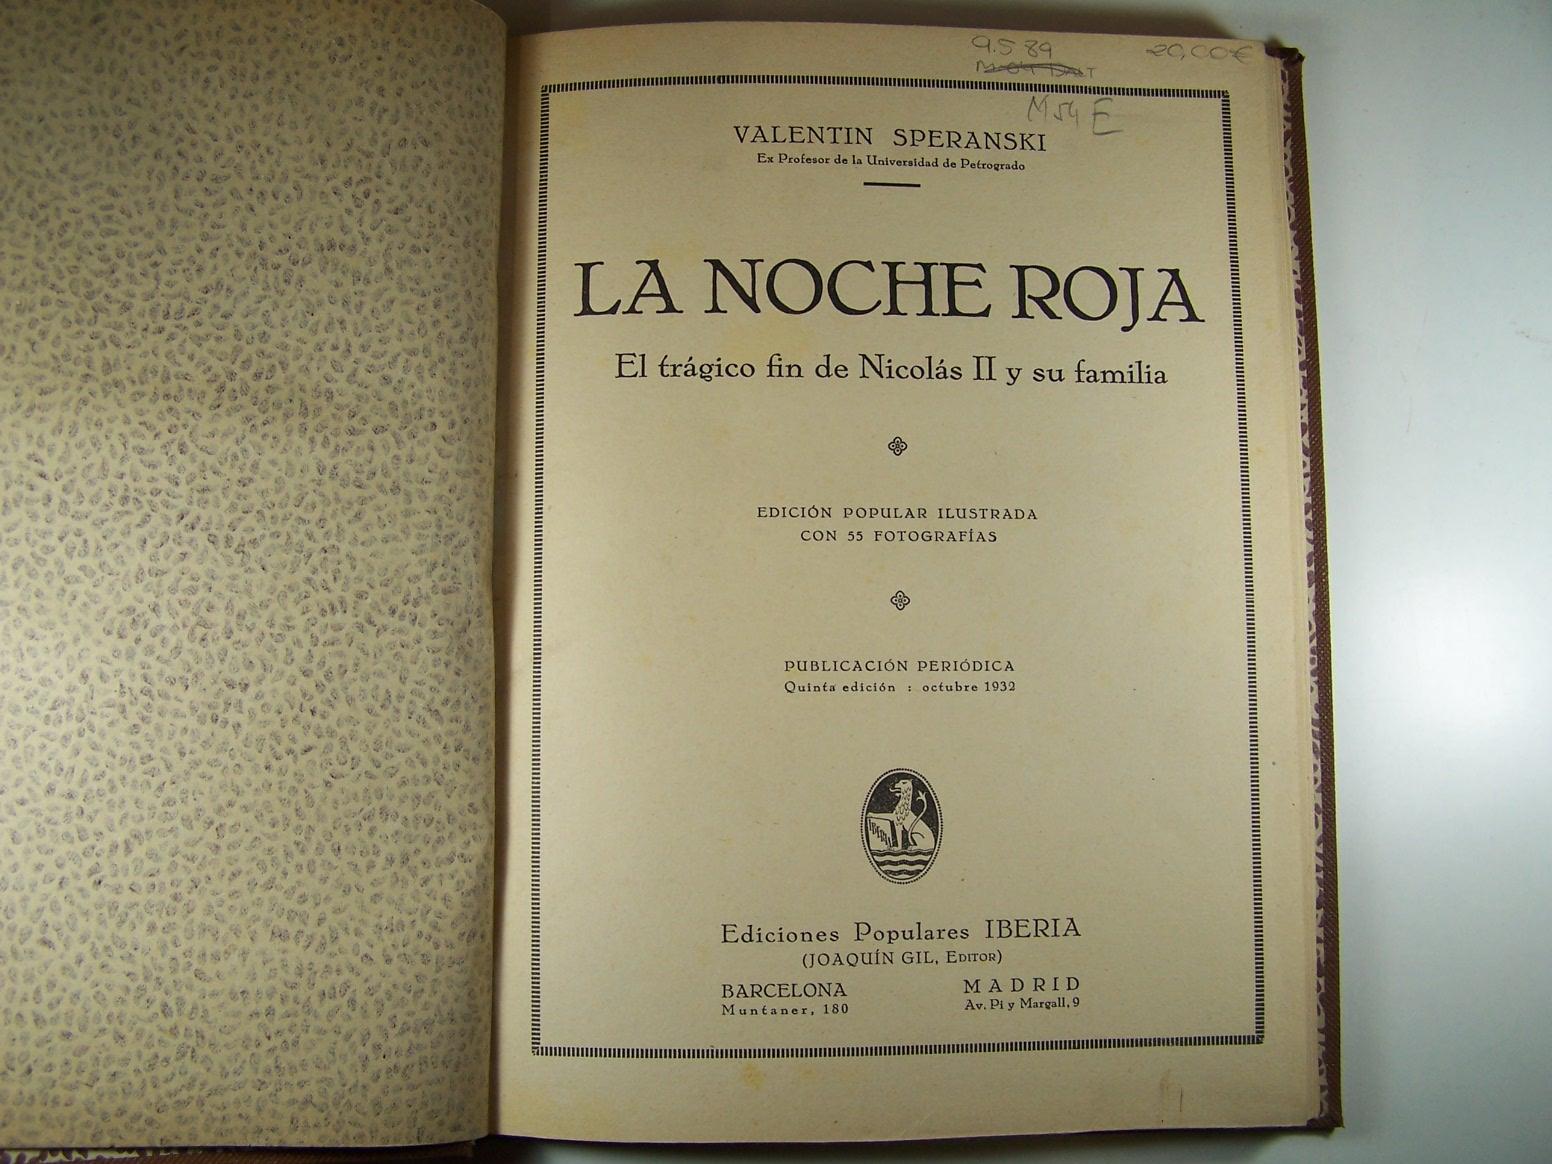 9.5 89
20,00€
M54 E
VALENTIN SPERANSKI
Ex Profesor de la Universidad de Petrogrado
LA NOCHE ROJA
El trágico fin de Nicolás II y su familia
EDICIÓN POPULAR ILUSTRADA
CON 55 FOTOGRAFÍAS
PUBLICACIÓN PERIÓDICA
Quinta edición : octubre 1932
IBERIA
Ediciones Populares IBERIA
(JOAQUÍN GIL, EDITOR)
BARCELONA
Muntaner, 180
MADRID
Av. Pi y Margall, 9